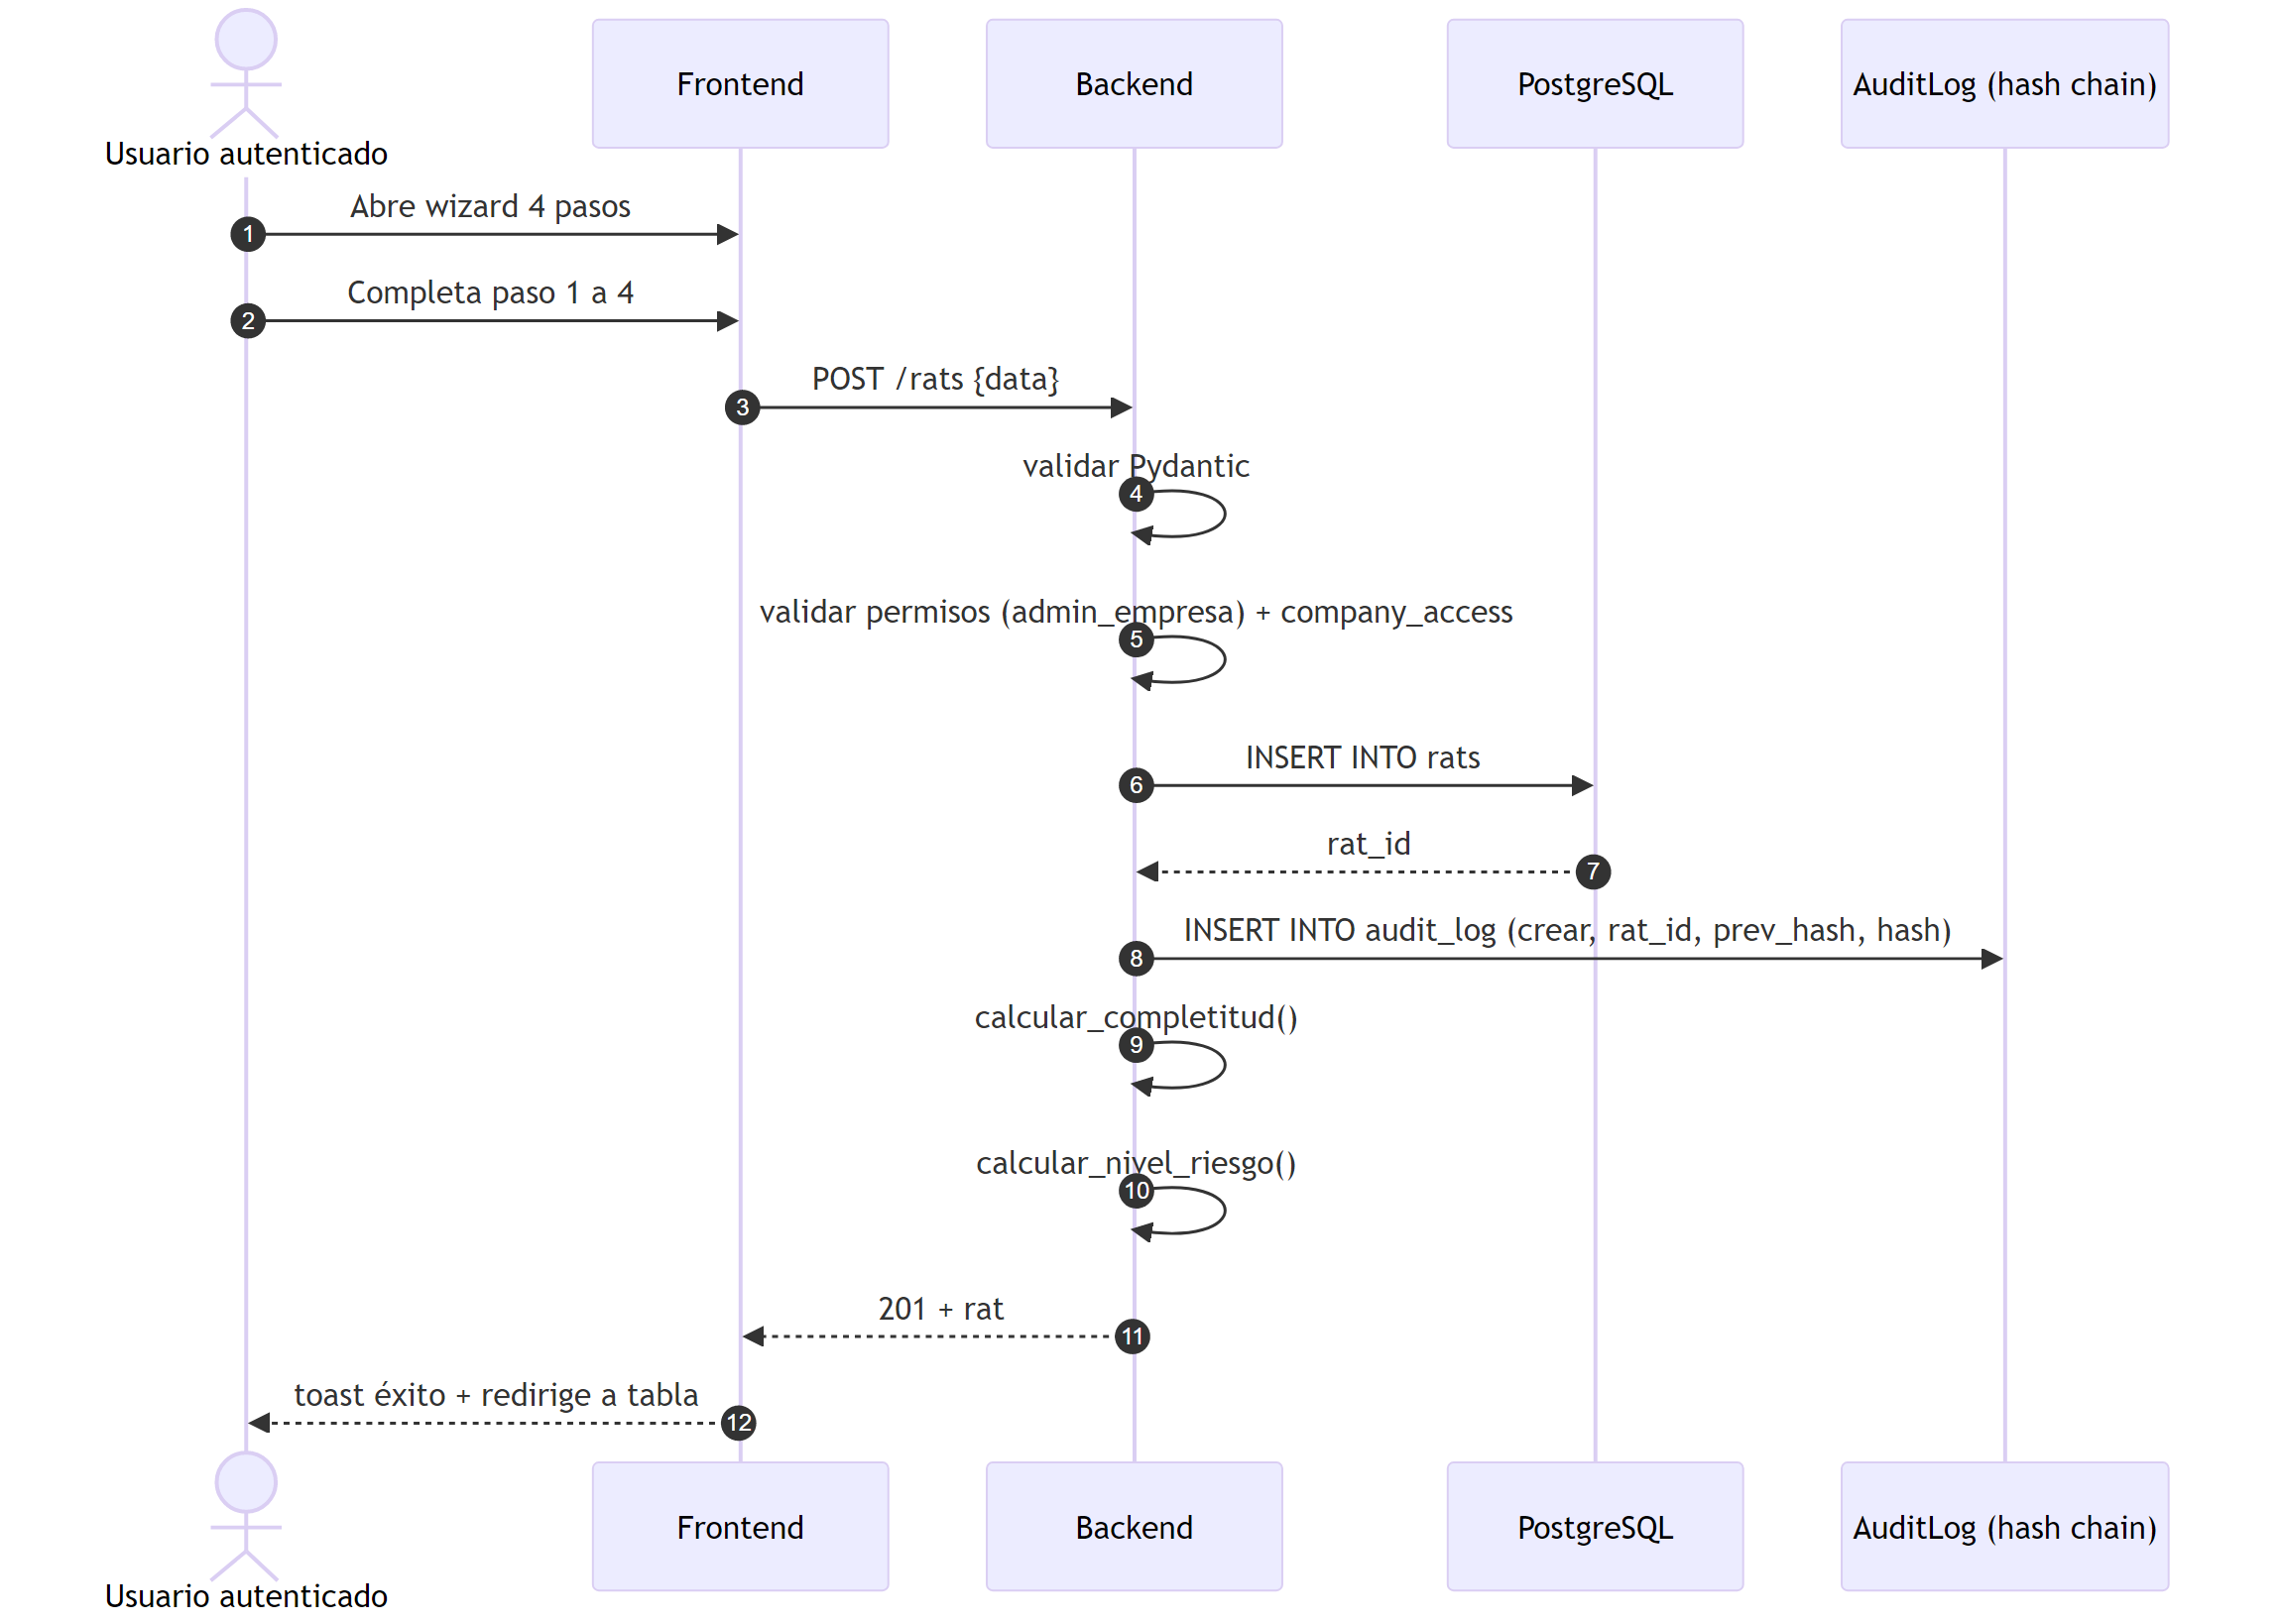 Usuario autenticado
Frontend
Backend
PostgreSQL
AuditLog (hash chain)
Abre wizard 4 pasos
1
Completa paso 1 a 4
2
POST /rats {data}
3
validar Pydantic
4
validar permisos (admin_empresa) + company_access
5
INSERT INTO rats
6
rat_id
7
INSERT INTO audit_log (crear, rat_id, prev_hash, hash)
8
calcular_completitud()
9
calcular_nivel_riesgo()
10
201 + rat
11
toast éxito + redirige a tabla
12
Usuario autenticado
Frontend
Backend
PostgreSQL
AuditLog (hash chain)